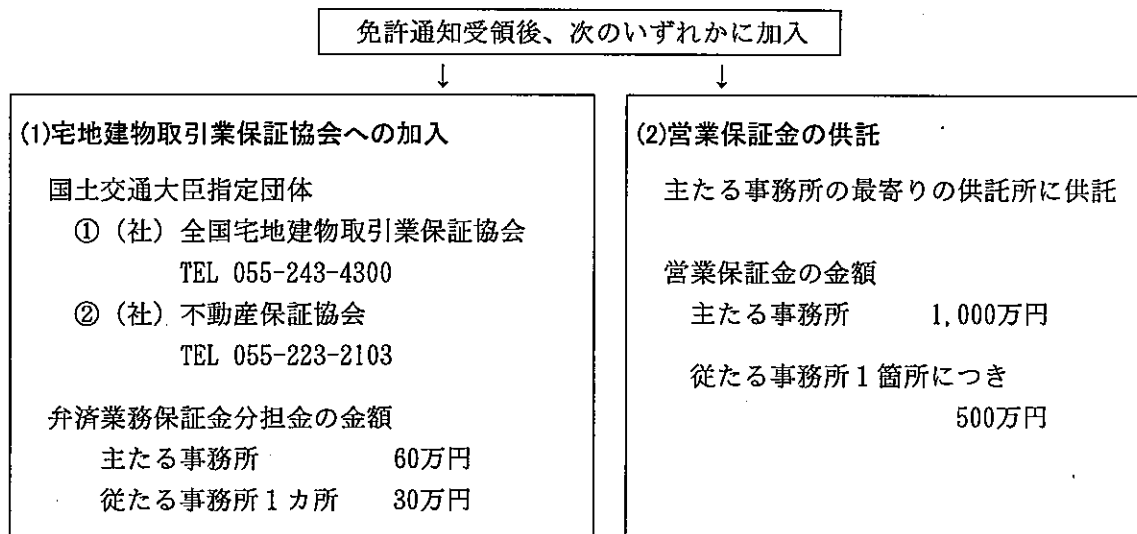 免許通知受領後、次のいずれかに加入
↓
↓
(1)宅地建物取引業保証協会への加入
国土交通大臣指定団体
①（社）全国宅地建物取引業保証協会
TEL 055-243-4300
②（社）不動産保証協会
TEL 055-223-2103
弁済業務保証金分担金の金額
主たる事務所 60万円
従たる事務所１カ所 30万円
(2)営業保証金の供託
主たる事務所の最寄りの供託所に供託
営業保証金の金額
主たる事務所 1,000万円
従たる事務所１箇所につき
500万円